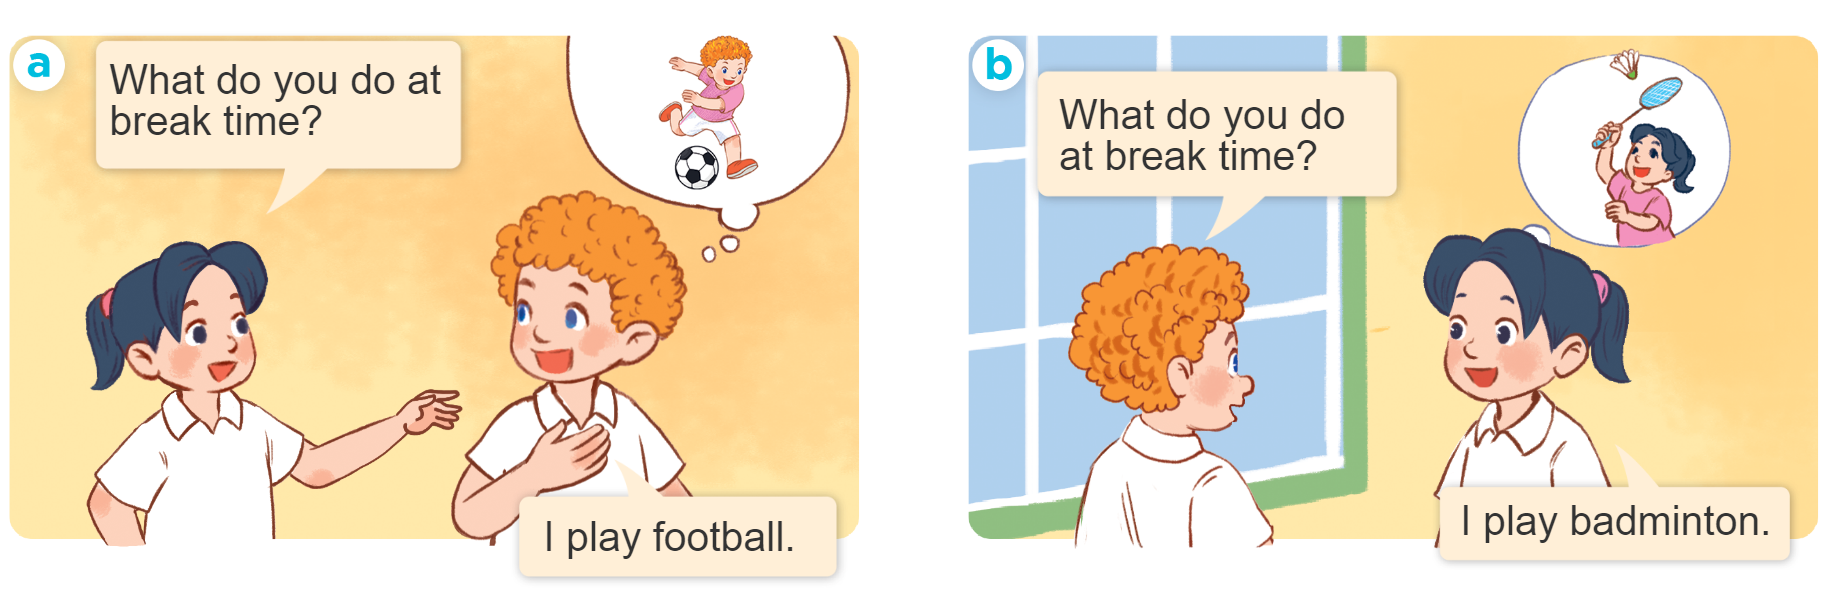 a
What do you do at
break time?
I play football.
b
What do you do
at break time?
I play badminton.